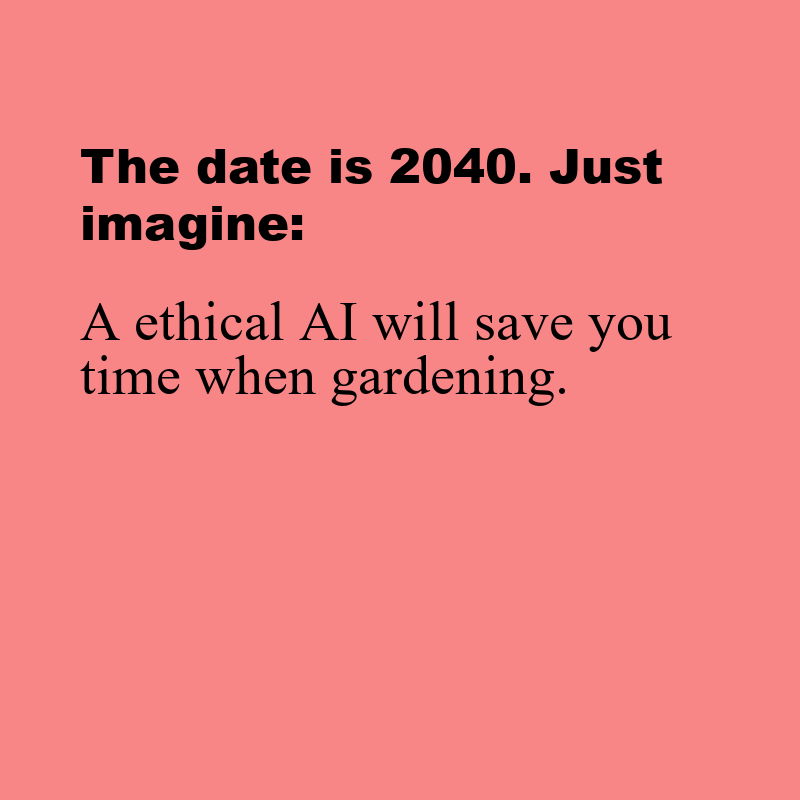 The date is 2040. Just
imagine:
A ethical AI will save you
time when gardening.